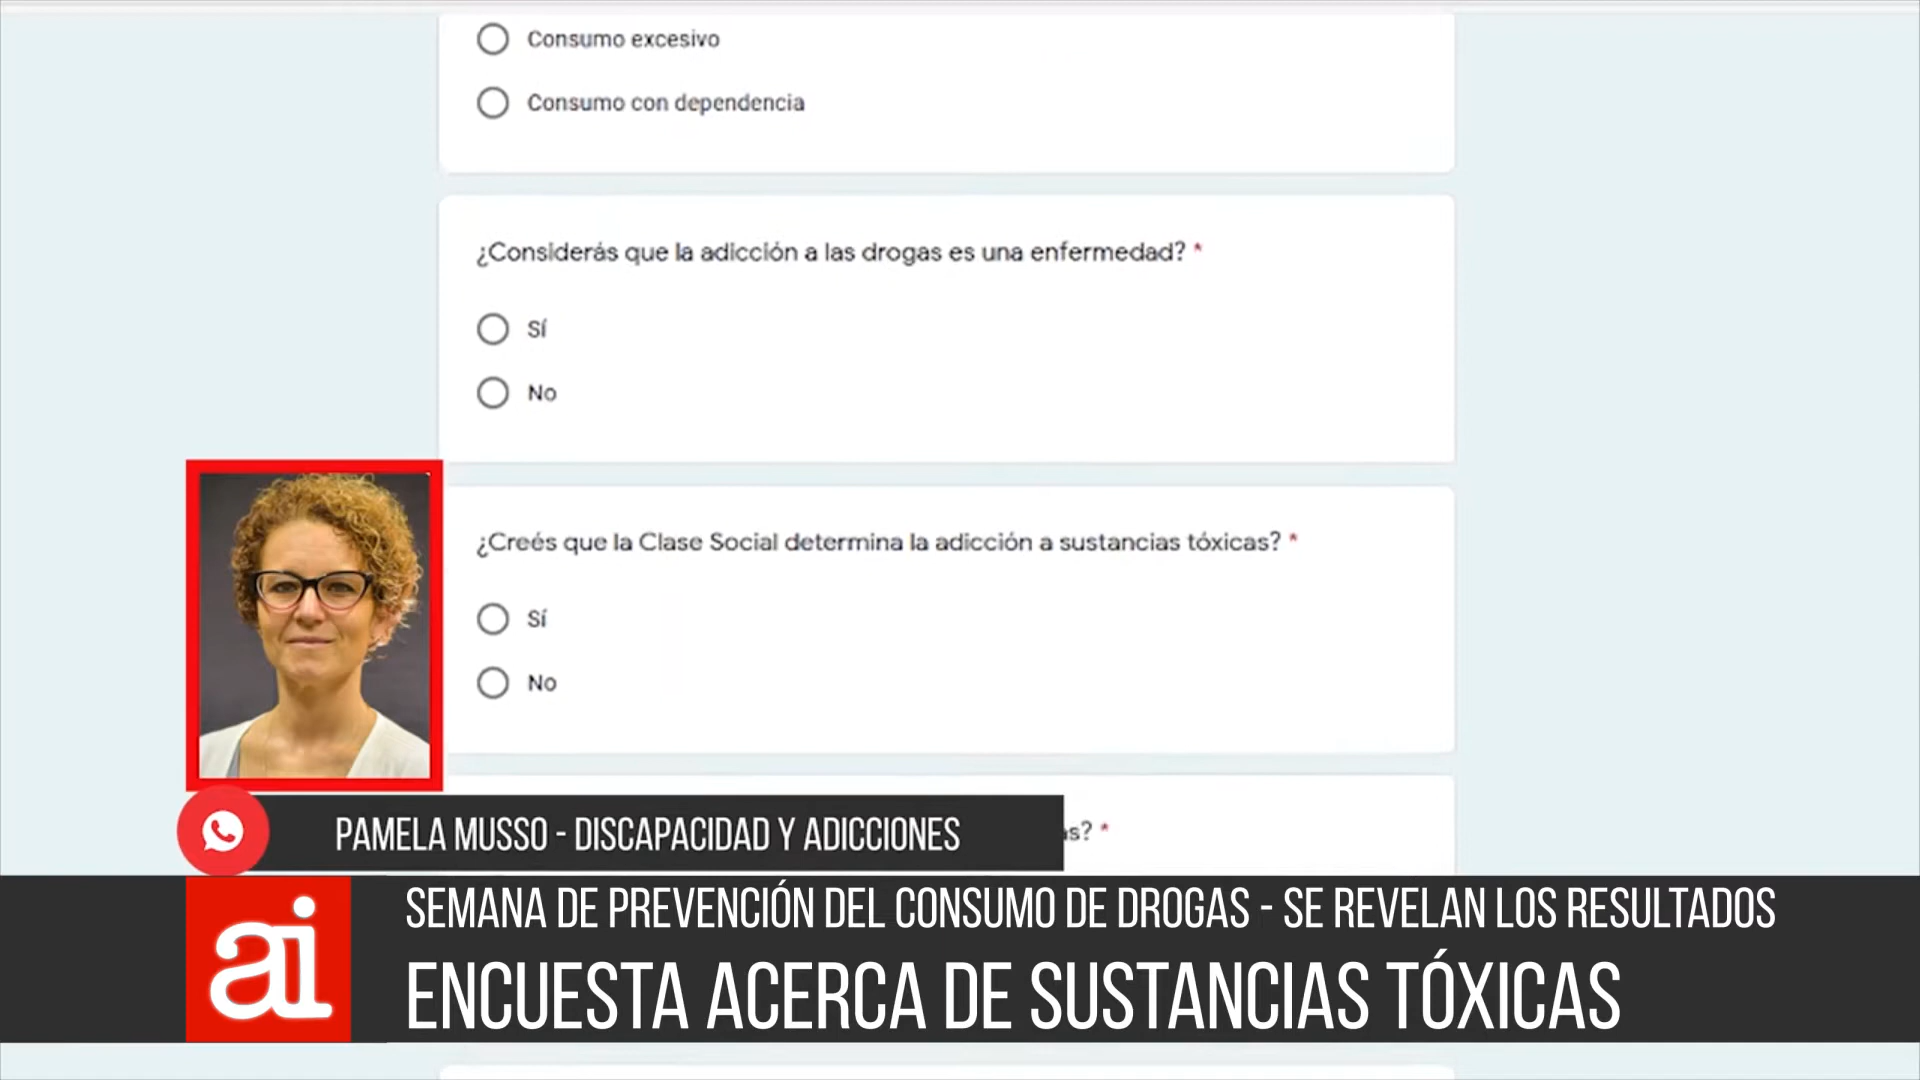 Consumo excesivo
Consumo con dependencia
¿Considerás que la adicción a las drogas es una enfermedad? *
Sí
No
¿Creés que la Clase Social determina la adicción a sustancias tóxicas? *
Sí
No
PAMELA MUSSO - DISCAPACIDAD Y ADICCIONES
ai
SEMANA DE PREVENCIÓN DEL CONSUMO DE DROGAS - SE REVELAN LOS RESULTADOS
ENCUESTA ACERCA DE SUSTANCIAS TÓXICAS